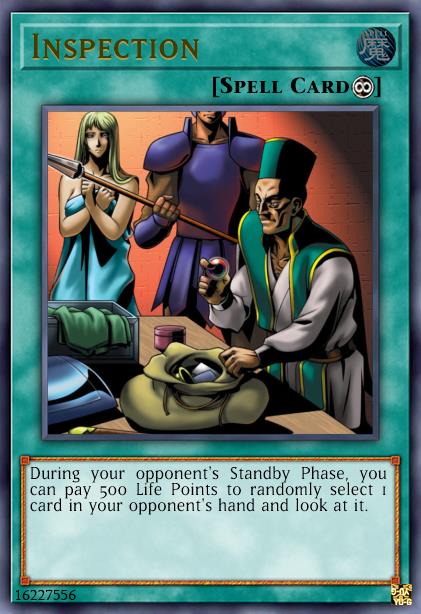 INSPECTION
[SPELL CARD]
During your opponent's Standby Phase, you
can pay 500 Life Points to randomly select 1
card in your opponent's hand and look at it.
16227556